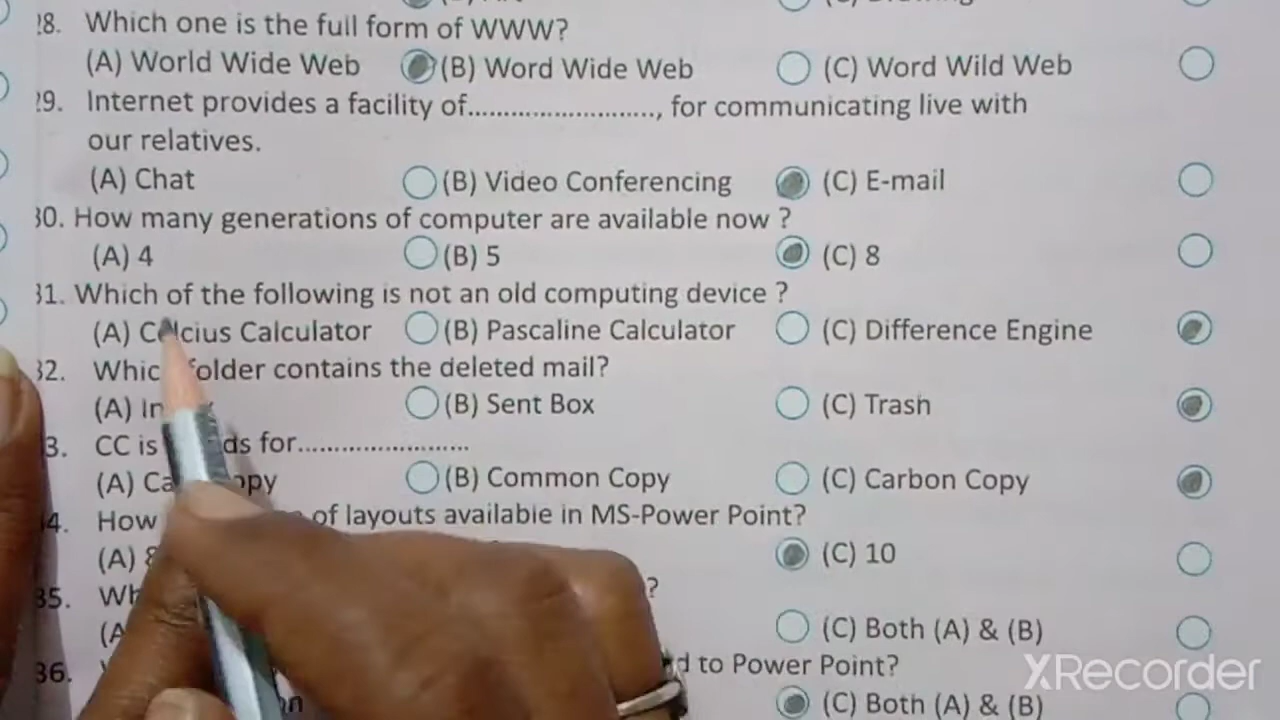 28. Which one is the full form of WWW?
(A) World Wide Web (B) Word Wide Web (C) Word Wild Web
29. Internet provides a facility of........................., for communicating live with
our relatives.
(A) Chat (B) Video Conferencing (C) E-mail
30. How many generations of computer are available now ?
(A) 4 (B) 5 (C) 8
31. Which of the following is not an old computing device ?
(A) Calcius Calculator (B) Pascaline Calculator (C) Difference Engine
32. Which folder contains the deleted mail?
(A) (B) Sent Box (C) Trash
3. CC is for.......................
(A) (B) Common Copy (C) Carbon Copy
4. How of layouts available in MS-Power Point?
(A) 8 (C) 10
35. ?
(A (C) Both (A) & (B)
36. to Power Point?
(C) Both (A) & (B)
XRecorder